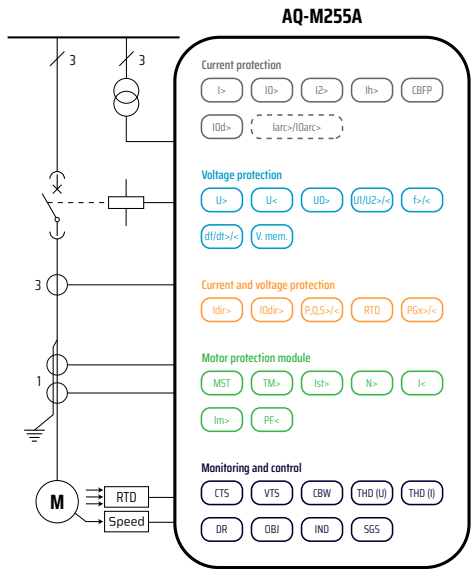 AQ-M255A
3
3
Current protection
I>
I0>
I2>
Ih>
CBFP
I0d>
Iarc>/I0arc>
Voltage protection
U>
U<
U0>
U1/U2>/<
f>/<
df/dt>/<
V. mem.
3
Current and voltage protection
Idir>
I0dir>
P,Q,S>/<
RTD
PGx>/<
1
Motor protection module
MST
TM>
Ist>
N>
I<
Im>
PF<
Monitoring and control
M
RTD
Speed
CTS
VTS
CBW
THD (U)
THD (I)
DR
OBJ
IND
SGS